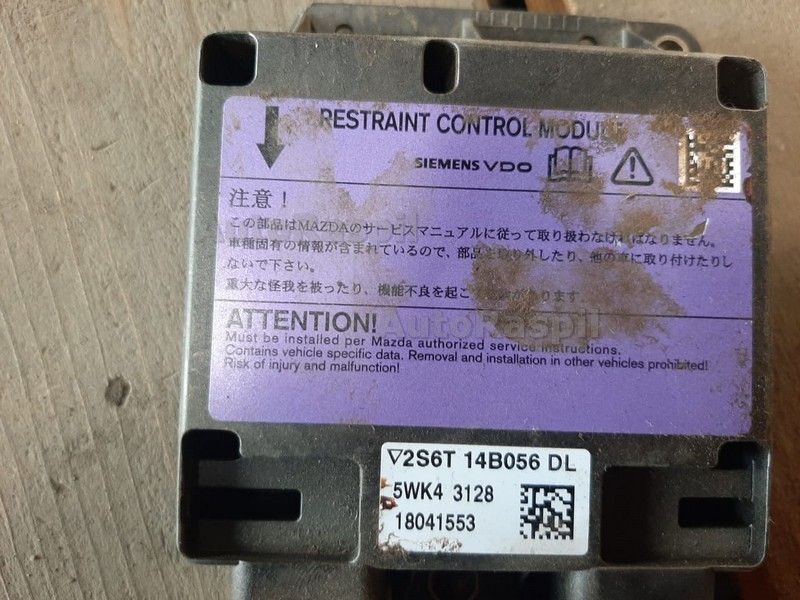 RESTRAINT CONTROL MODULE
SIEMENS VDO
注意！
この部品はMAZDAのサービスマニュアルに従って取り扱わなければなりません。
車種固有の情報が含まれているので、部品を取り外したり、他の車に取り付けたりし
ないで下さい。
重大な怪我を被ったり、機能不良を起こ
ATTENTION!
AutoRaspil
Must be installed per Mazda authorized service instructions.
Contains vehicle specific data. Removal and installation in other vehicles prohibited!
Risk of injury and malfunction!
▽2S6T 14B056 DL
5WK4 3128
18041553